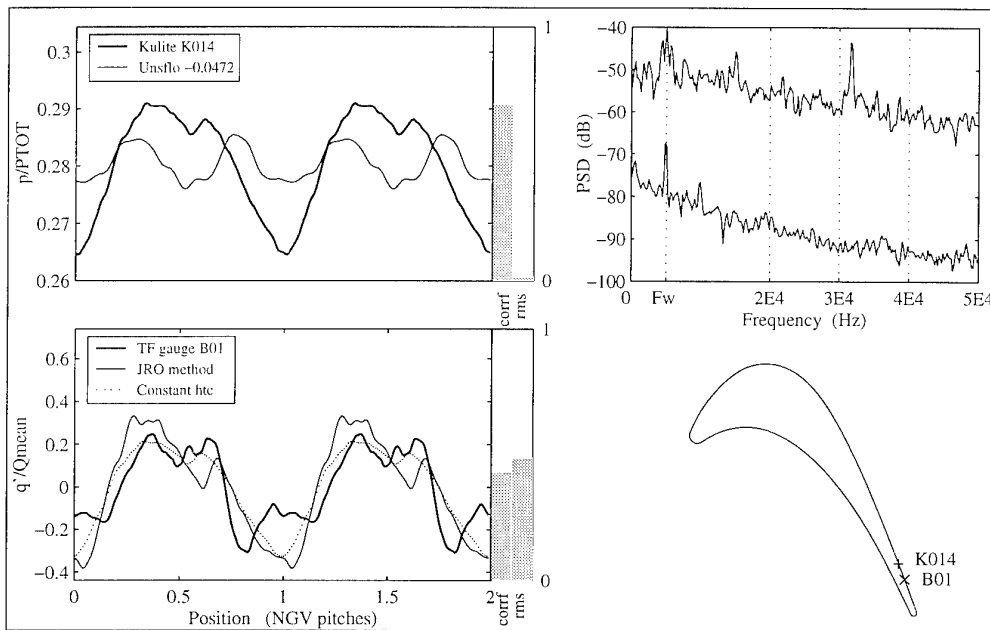 0.3
0.29
0.28
0.27
0.26
p/PTOT
Kulite K014
Unsflo −0.0472
1
0
corrf
rms
−40
−50
−60
−70
−80
−90
−100
PSD (dB)
0 Fw 2E4 3E4 4E4 5E4
Frequency (Hz)
0.6
0.4
0.2
0
−0.2
−0.4
q`/Qmean
TF gauge B01
JRO method
Constant htc
1
0
corrf
rms
0 0.5 1 1.5 2
Position (NGV pitches)
K014
B01